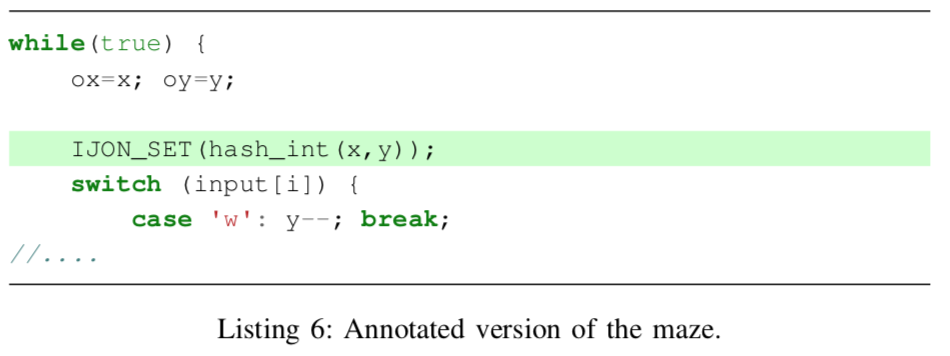 while(true) {
    ox=x; oy=y;

    IJON_SET(hash_int(x,y));
    switch (input[i]) {
        case 'w': y--; break;
//....
Listing 6: Annotated version of the maze.